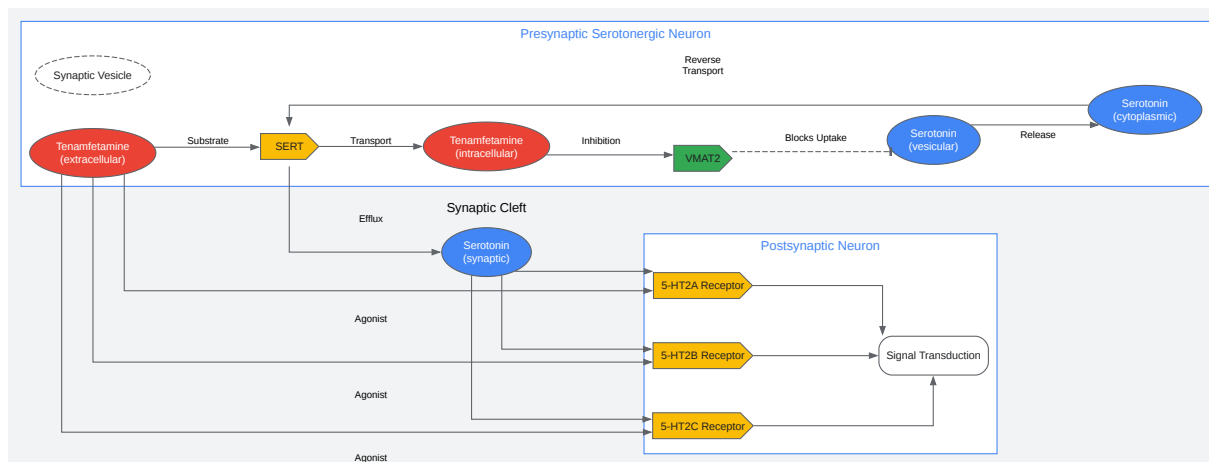 Presynaptic Serotonergic Neuron
Synaptic Vesicle
Reverse
Transport
Serotonin
(cytoplasmic)
Tenamfetamine
(extracellular)
Substrate
SERT
Transport
Tenamfetamine
(intracellular)
Inhibition
VMAT2
Blocks Uptake
Serotonin
(vesicular)
Release
Synaptic Cleft
Efflux
Serotonin
(synaptic)
Postsynaptic Neuron
5-HT2A Receptor
Agonist
5-HT2B Receptor
Signal Transduction
Agonist
5-HT2C Receptor
Agonist